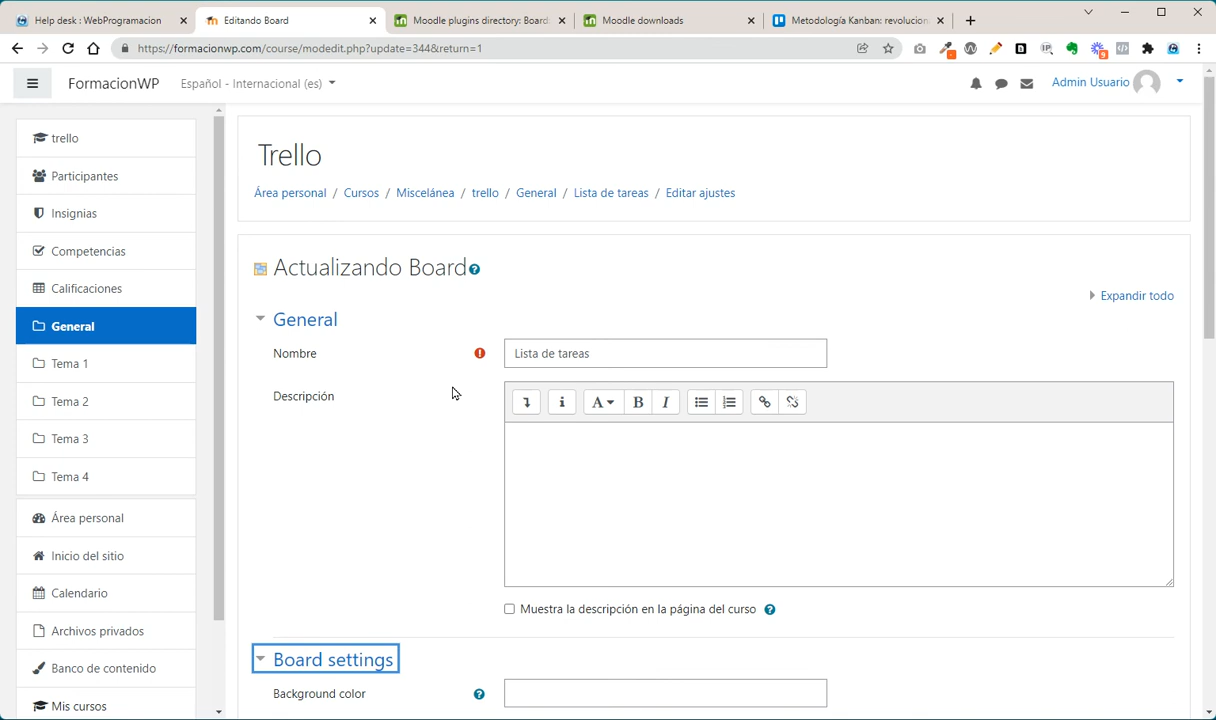 Help desk : WebProgramacion
Editando Board
Moodle plugins directory: Board:
Moodle downloads
Metodología Kanban: revolucion
https://formacionwp.com/course/modedit.php?update=344&return=1
FormacionWP
Español - Internacional (es)
Admin Usuario
trello
Participantes
Insignias
Competencias
Calificaciones
General
Tema 1
Tema 2
Tema 3
Tema 4
Área personal
Inicio del sitio
Calendario
Archivos privados
Banco de contenido
Mis cursos
Trello
Área personal / Cursos / Miscelánea / trello / General / Lista de tareas / Editar ajustes
Actualizando Board
Expandir todo
General
Nombre
Lista de tareas
Descripción
A B I
Muestra la descripción en la página del curso
Board settings
Background color